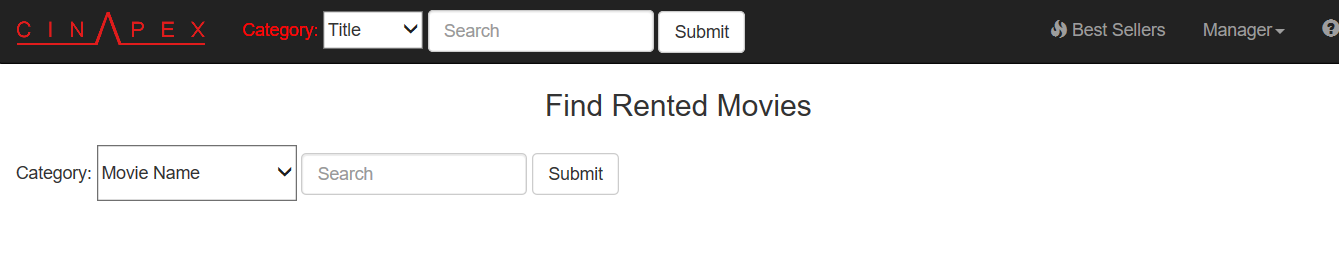 CINAPEX Category: Title Search Submit Best Sellers Manager ?
Find Rented Movies
Category: Movie Name Search Submit